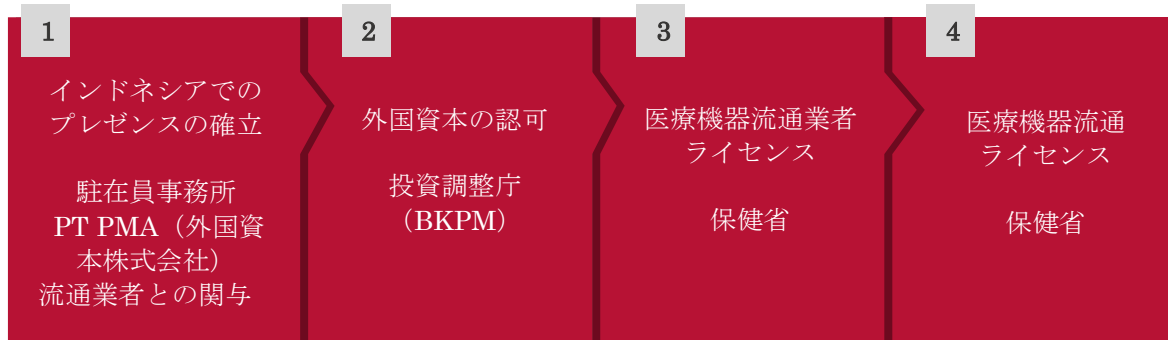 1
インドネシアでの
プレゼンスの確立
駐在員事務所
PT PMA（外国資
本株式会社）
流通業者との関与
2
外国資本の認可
投資調整庁
（BKPM）
3
医療機器流通業者
ライセンス
保健省
4
医療機器流通
ライセンス
保健省